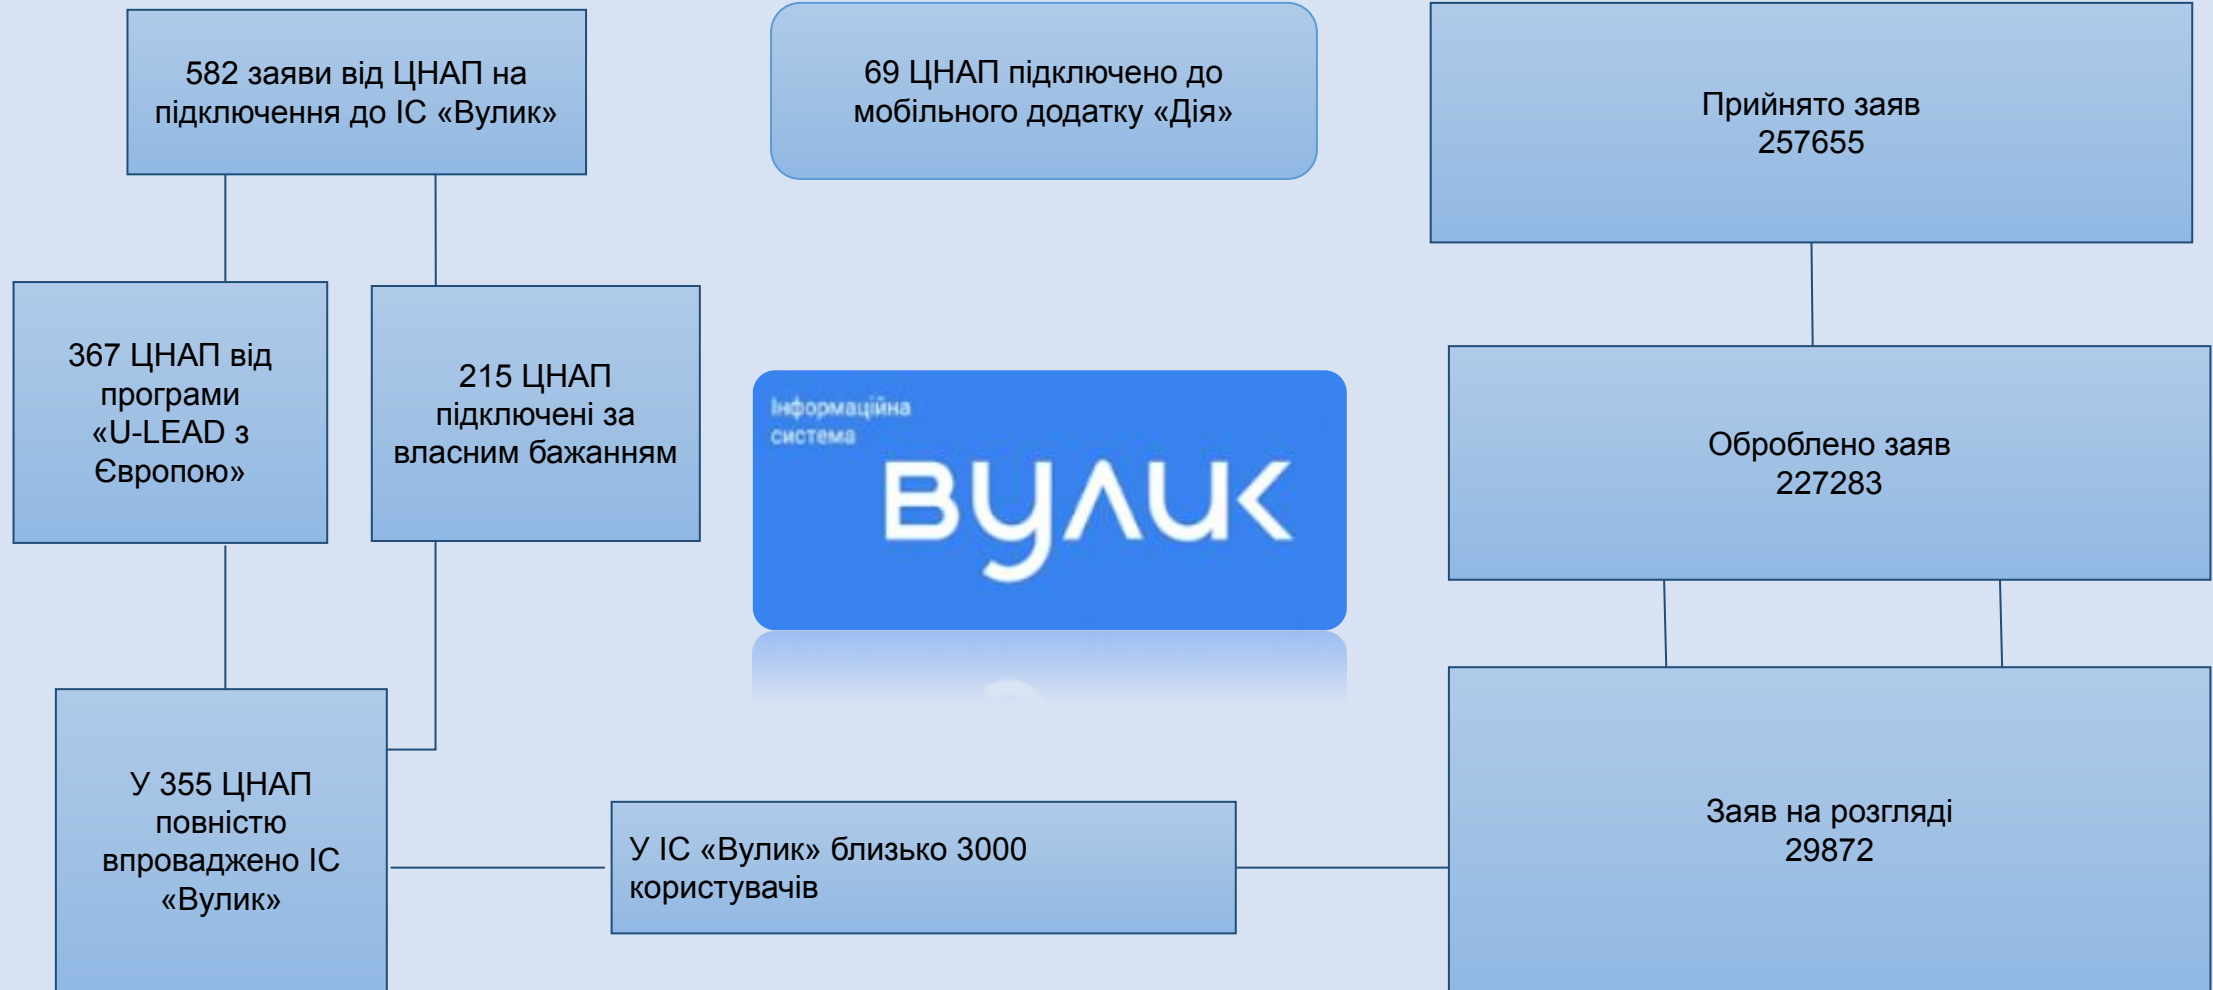 582 заяви від ЦНАП на
підключення до ІС «Вулик»
69 ЦНАП підключено до
мобільного додатку «Дія»
Прийнято заяв
257655
367 ЦНАП від
програми
«U-LEAD з
Європою»
215 ЦНАП
підключені за
власним бажанням
Інформаційна
система
вулик
Оброблено заяв
227283
У 355 ЦНАП
повністю
впроваджено ІС
«Вулик»
У ІС «Вулик» близько 3000
користувачів
Заяв на розгляді
29872